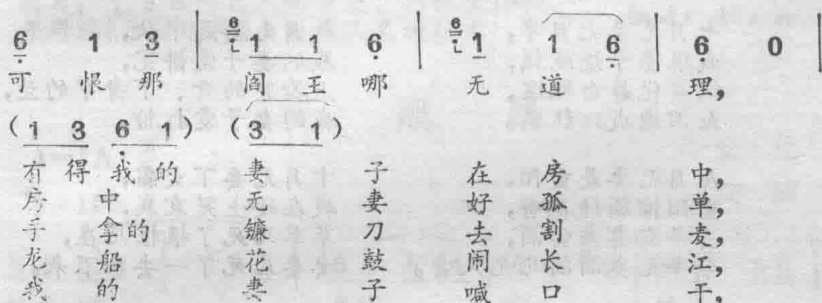 6̣ 1 3 | 6 1 1 6̣ | 6 1 1 6̣ | 6 0 |
可 恨 那 阎 王 哪 无 道 理,
( 1 3 6̣ 1 ) ( 3 1 )
有 得 我 的 妻 子 在 房 中,
房 中 无 妻 好 孤 单,
手 拿 的 镰 刀 去 割 麦,
龙 船 花 鼓 闹 长 江,
我 的 妻 子 喊 口 干,